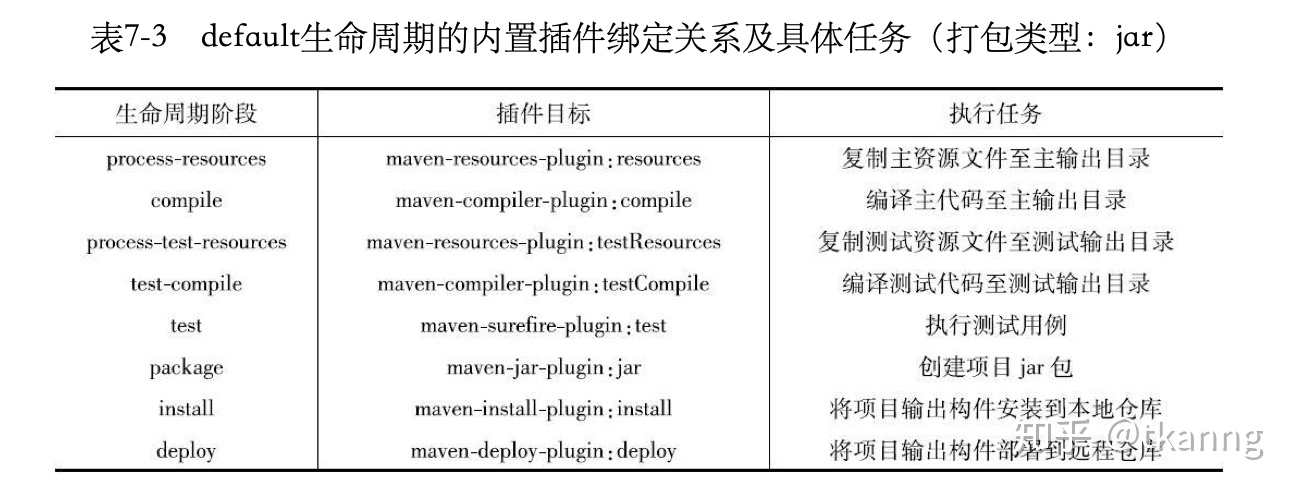 表7-3 default生命周期的内置插件绑定关系及具体任务（打包类型：jar）
生命周期阶段 插件目标 执行任务
process-resources maven-resources-plugin:resources 复制主资源文件至主输出目录
compile maven-compiler-plugin:compile 编译主代码至主输出目录
process-test-resources maven-resources-plugin:testResources 复制测试资源文件至测试输出目录
test-compile maven-compiler-plugin:testCompile 编译测试代码至测试输出目录
test maven-surefire-plugin:test 执行测试用例
package maven-jar-plugin:jar 创建项目 jar 包
install maven-install-plugin:install 将项目输出构件安装到本地仓库
deploy maven-deploy-plugin:deploy 将项目输出构件部署到远程仓库
知乎 @tkanng